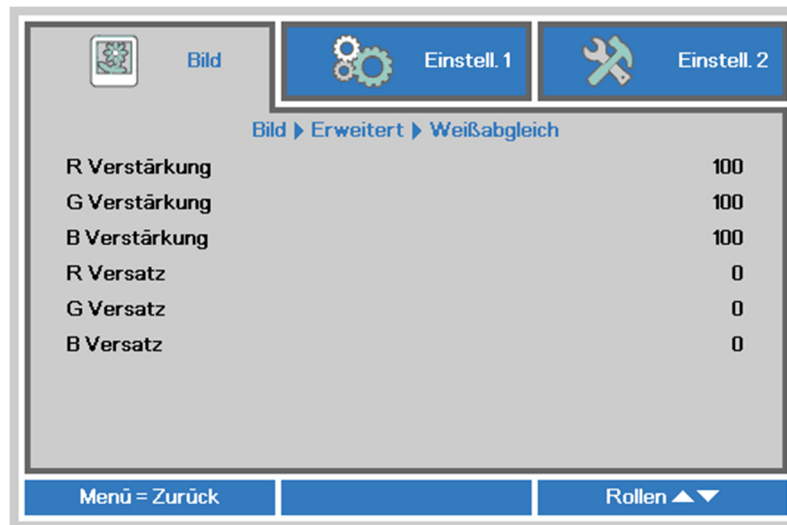 Bild
Einstell. 1
Einstell. 2
Bild ▶ Erweitert ▶ Weißabgleich
R Verstärkung 100
G Verstärkung 100
B Verstärkung 100
R Versatz 0
G Versatz 0
B Versatz 0
Menü = Zurück
Rollen ▲▼